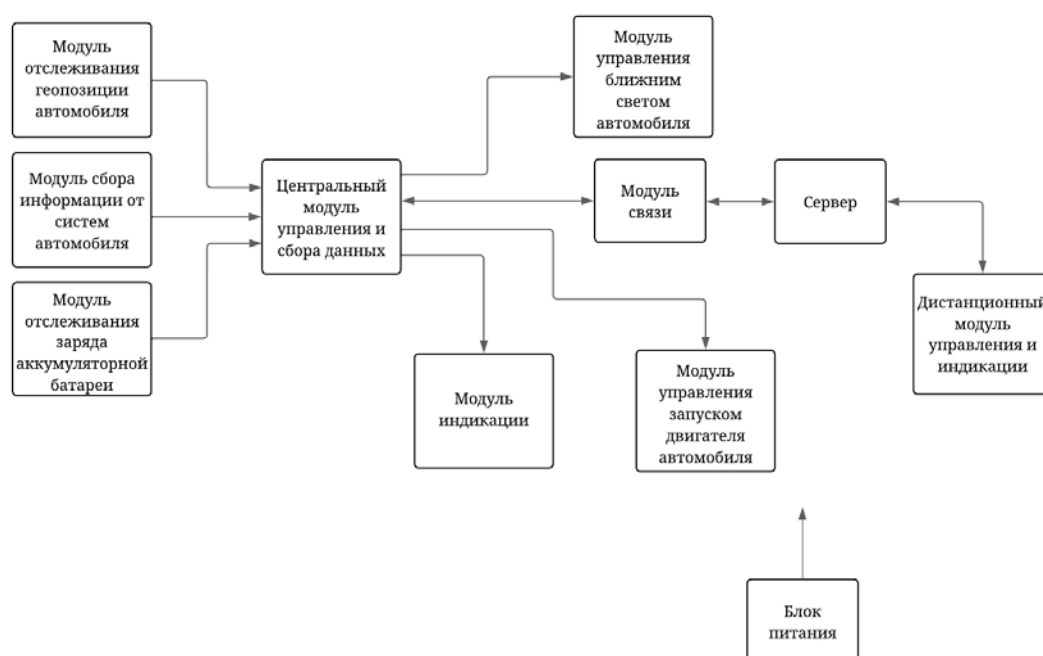 Модуль
отслеживания
геопозиции
автомобиля
Модуль
управления
ближним
светом
автомобиля
Модуль сбора
информации от
систем
автомобиля
Центральный
модуль
управления и
сбора данных
Модуль
связи
Сервер
Модуль
отслеживания
заряда
аккумуляторной
батареи
Дистанционный
модуль
управления и
индикации
Модуль
индикации
Модуль
управления
запуском
двигателя
автомобиля
Блок
питания